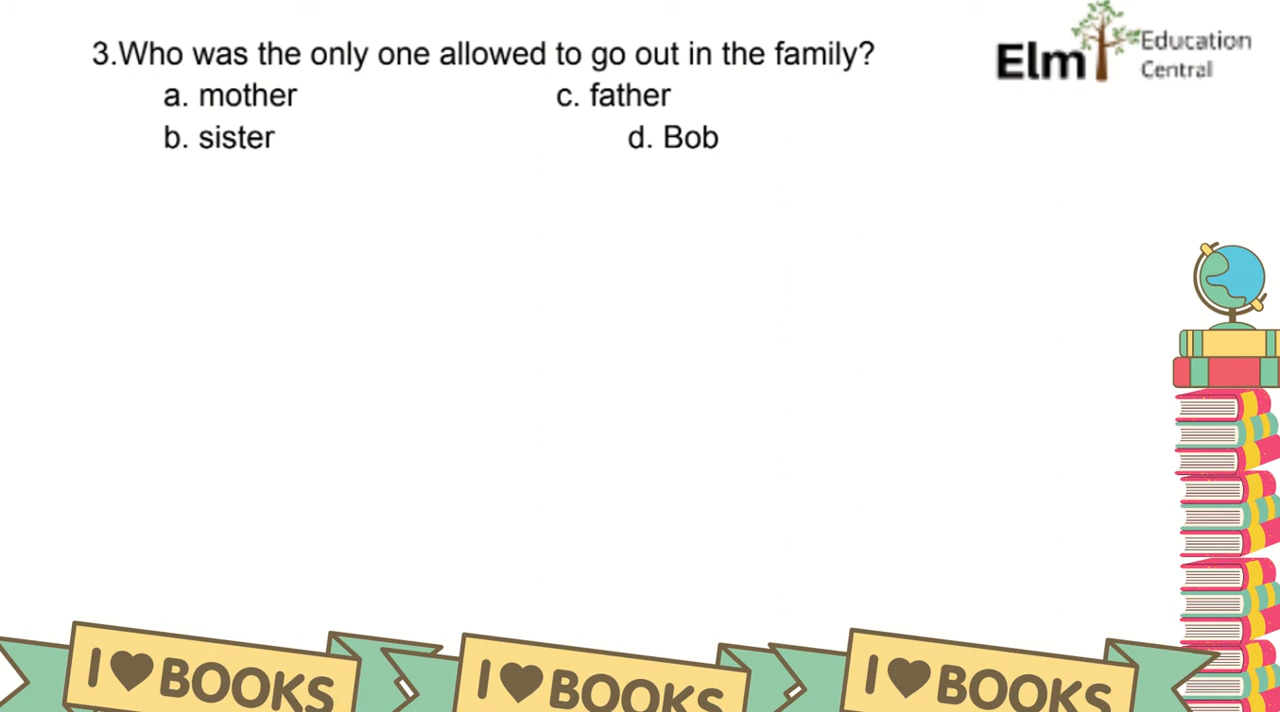 3.Who was the only one allowed to go out in the family?
a. mother
c. father
b. sister
d. Bob
Elm Education
Central
I BOOKS
I BOOKS
I BOOKS